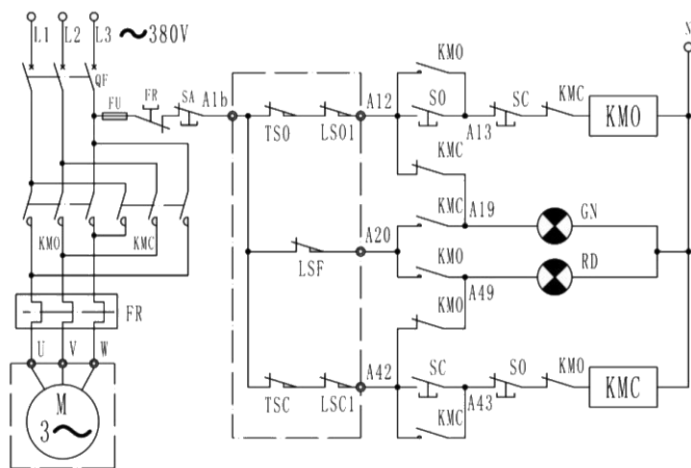 L1 L2 L3 ~380V
N
QF
FU FR SA A1b
TSO LSO1
A12 KMO
SO A13 SC KMC KMO
KMC
KMO KMC
LSF
A20 KMC A19 GN
KMO A49 RD
KMO
FR
U V W
M
3~
TSC LSC1
A42 SC A43 SO KMO KMC
KMC